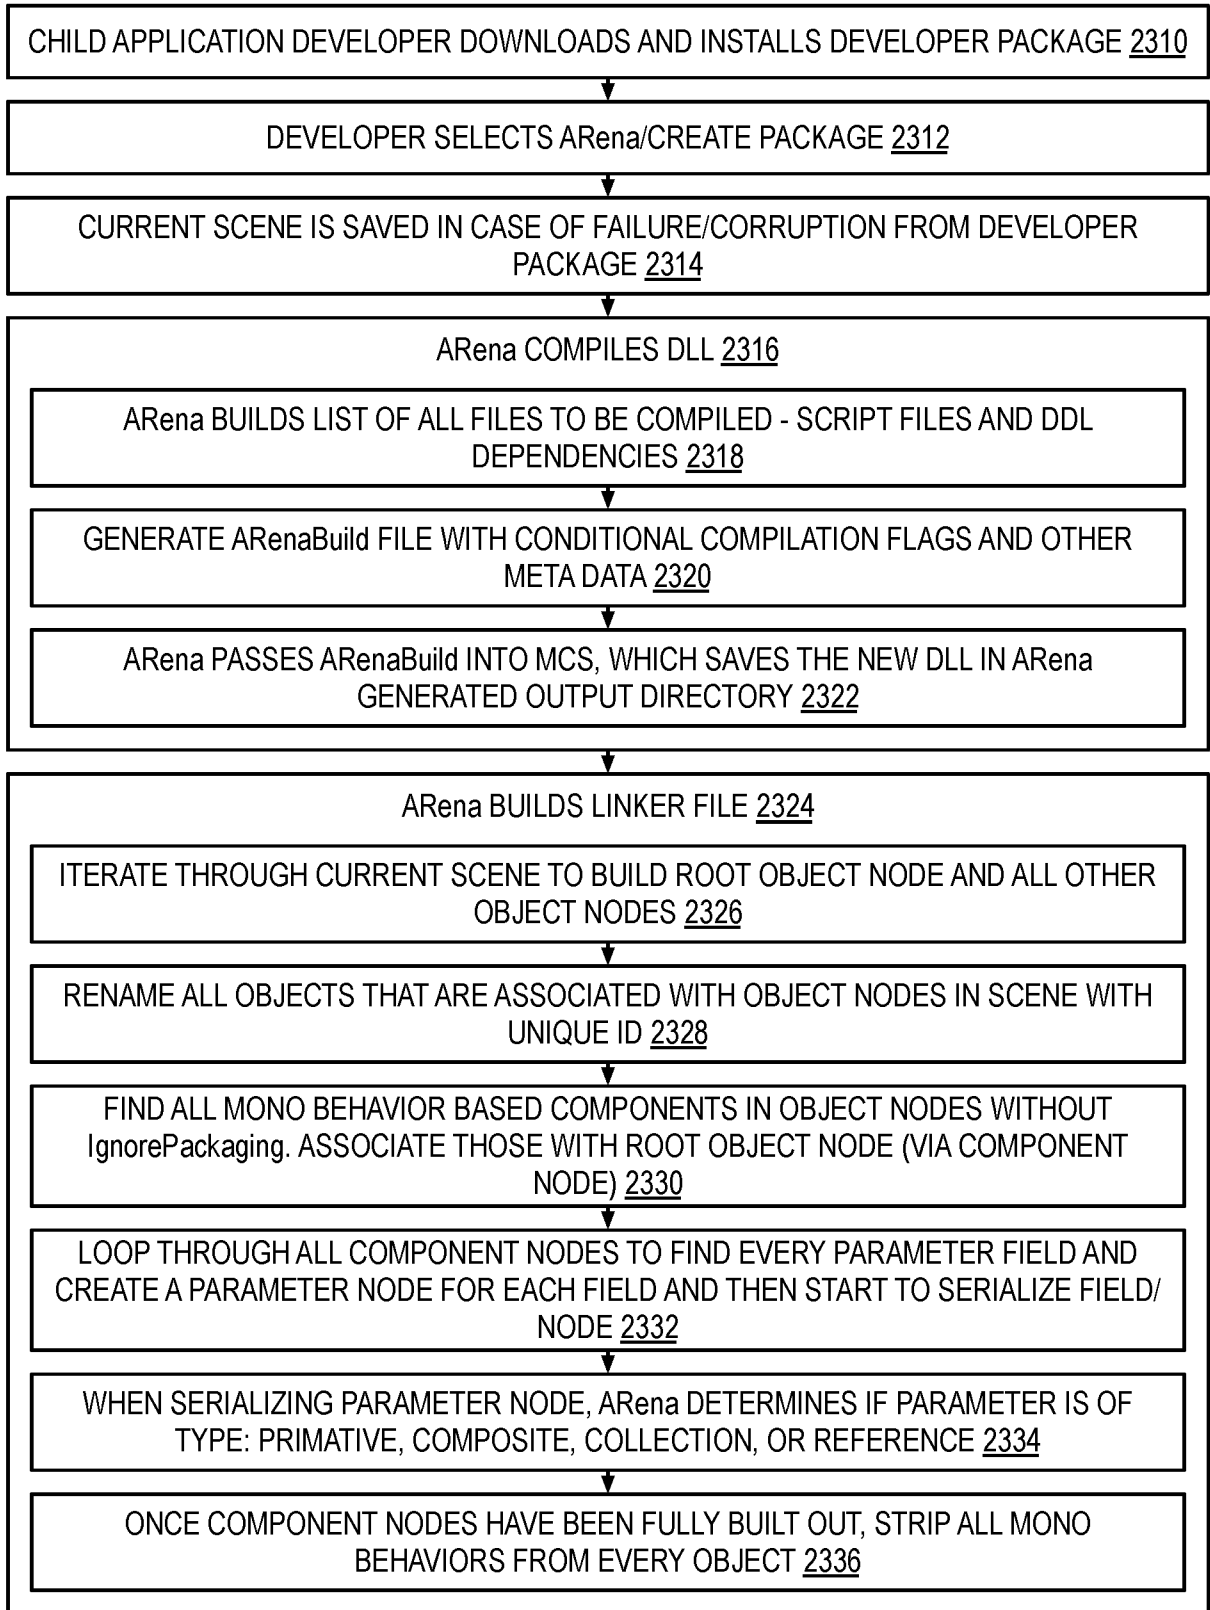 CHILD APPLICATION DEVELOPER DOWNLOADS AND INSTALLS DEVELOPER PACKAGE 2310
DEVELOPER SELECTS ARena/CREATE PACKAGE 2312
CURRENT SCENE IS SAVED IN CASE OF FAILURE/CORRUPTION FROM DEVELOPER
PACKAGE 2314
ARena COMPILES DLL 2316
ARena BUILDS LIST OF ALL FILES TO BE COMPILED - SCRIPT FILES AND DDL
DEPENDENCIES 2318
GENERATE ARenaBuild FILE WITH CONDITIONAL COMPILATION FLAGS AND OTHER
META DATA 2320
ARena PASSES ARenaBuild INTO MCS, WHICH SAVES THE NEW DLL IN ARena
GENERATED OUTPUT DIRECTORY 2322
ARena BUILDS LINKER FILE 2324
ITERATE THROUGH CURRENT SCENE TO BUILD ROOT OBJECT NODE AND ALL OTHER
OBJECT NODES 2326
RENAME ALL OBJECTS THAT ARE ASSOCIATED WITH OBJECT NODES IN SCENE WITH
UNIQUE ID 2328
FIND ALL MONO BEHAVIOR BASED COMPONENTS IN OBJECT NODES WITHOUT
IgnorePackaging. ASSOCIATE THOSE WITH ROOT OBJECT NODE (VIA COMPONENT
NODE) 2330
LOOP THROUGH ALL COMPONENT NODES TO FIND EVERY PARAMETER FIELD AND
CREATE A PARAMETER NODE FOR EACH FIELD AND THEN START TO SERIALIZE FIELD/
NODE 2332
WHEN SERIALIZING PARAMETER NODE, ARena DETERMINES IF PARAMETER IS OF
TYPE: PRIMATIVE, COMPOSITE, COLLECTION, OR REFERENCE 2334
ONCE COMPONENT NODES HAVE BEEN FULLY BUILT OUT, STRIP ALL MONO
BEHAVIORS FROM EVERY OBJECT 2336